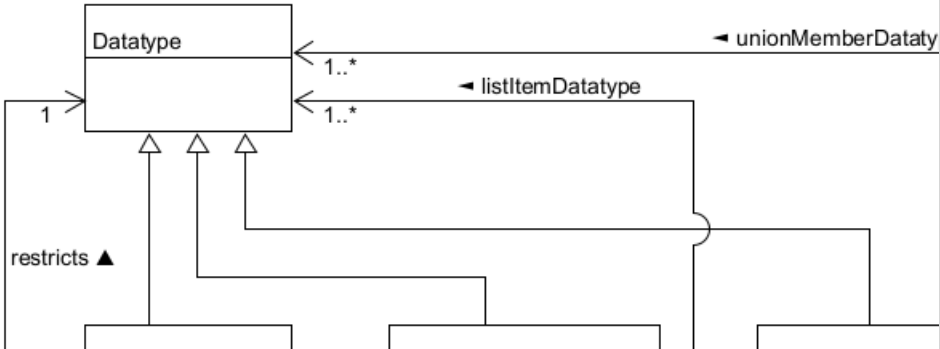 Datatype
◄ unionMemberDataty
1..*
◄ listItemDatatype
1
1..*
restricts ▲